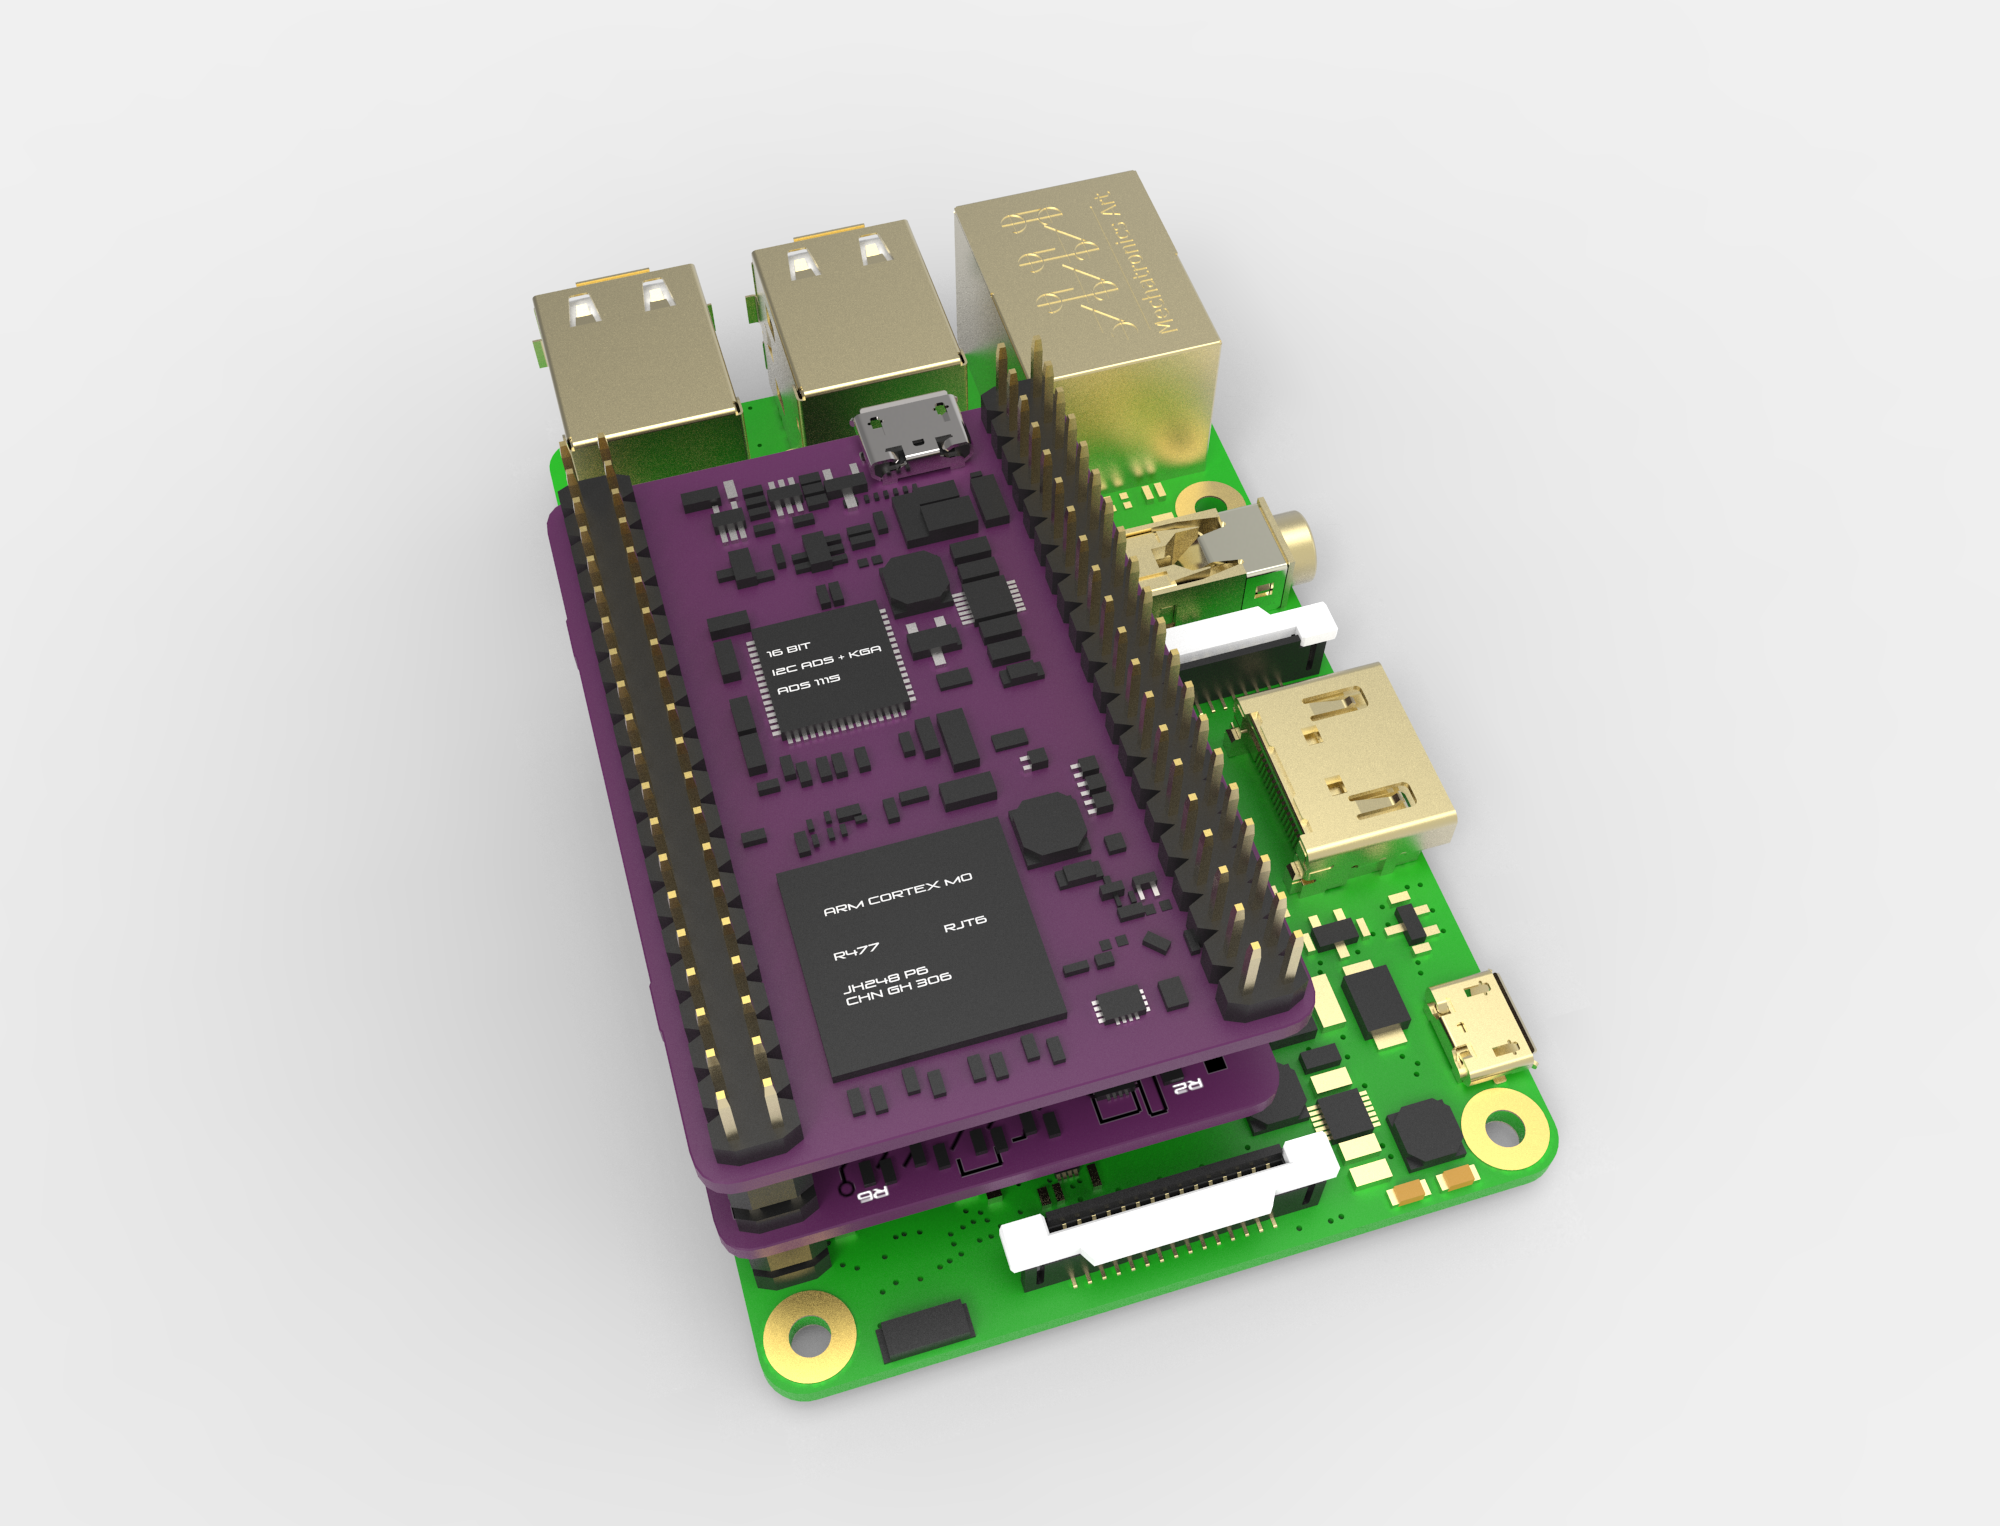 Mechatronics Art
16 BIT
I2C ADS + KGA
ADS 1115
ARM CORTEX M0
R477
RJT6
JH248 P6
CHN GH 306
R2
R6